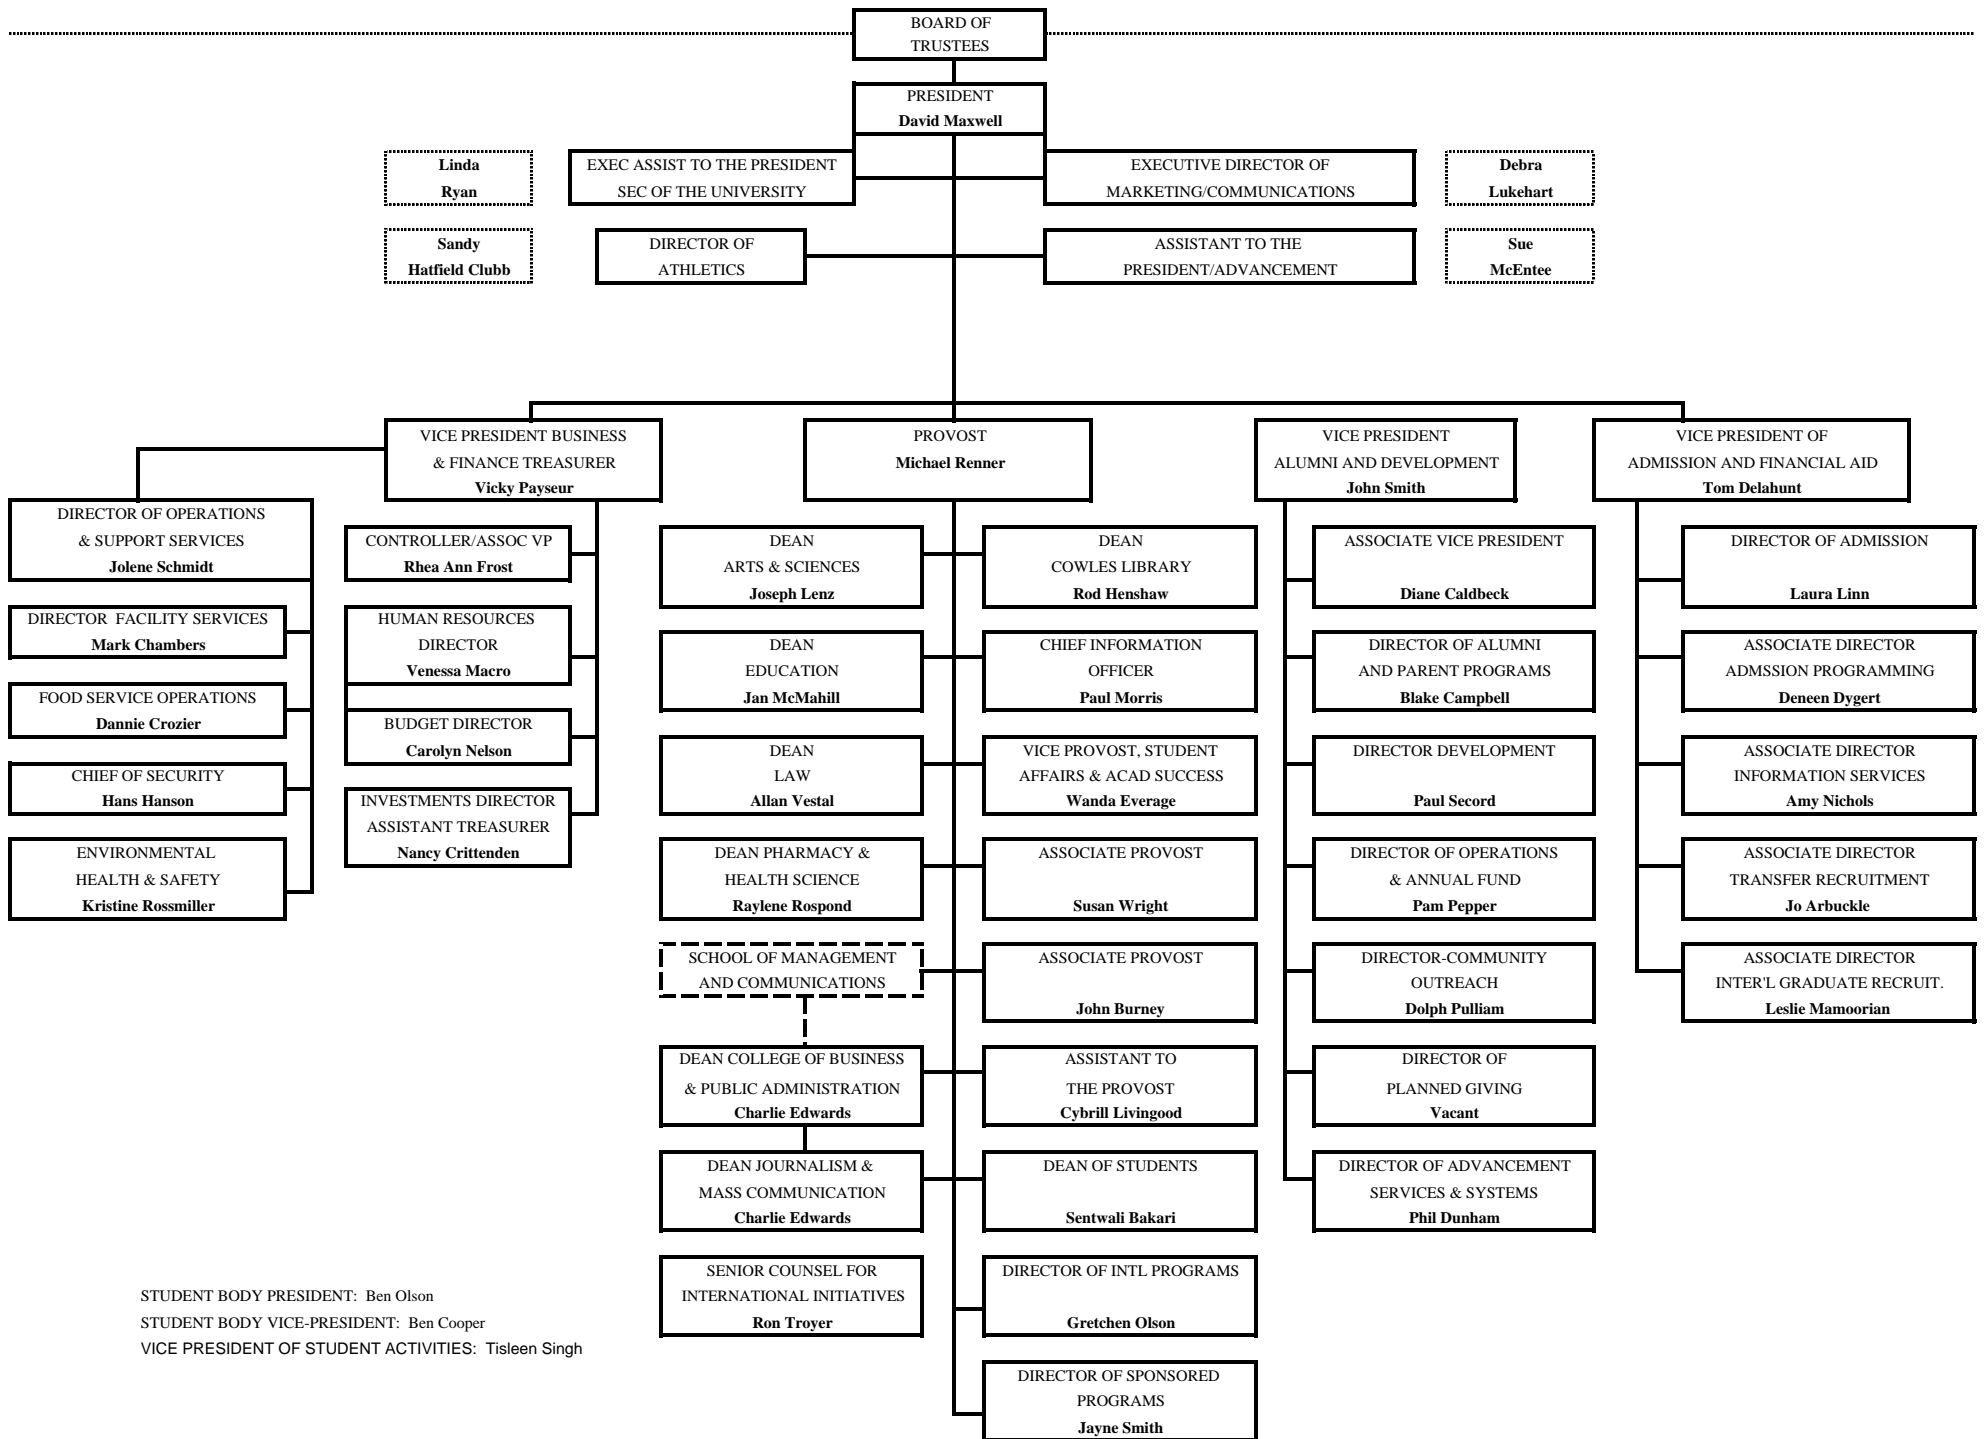 BOARD OF
TRUSTEES
PRESIDENT
David Maxwell
Linda
Ryan
EXEC ASSIST TO THE PRESIDENT
SEC OF THE UNIVERSITY
EXECUTIVE DIRECTOR OF
MARKETING/COMMUNICATIONS
Debra
Lukehart
Sandy
Hatfield Clubb
DIRECTOR OF
ATHLETICS
ASSISTANT TO THE
PRESIDENT/ADVANCEMENT
Sue
McEntee
VICE PRESIDENT BUSINESS
& FINANCE TREASURER
Vicky Payseur
PROVOST
Michael Renner
VICE PRESIDENT
ALUMNI AND DEVELOPMENT
John Smith
VICE PRESIDENT OF
ADMISSION AND FINANCIAL AID
Tom Delahunt
DIRECTOR OF OPERATIONS
& SUPPORT SERVICES
Jolene Schmidt
DIRECTOR FACILITY SERVICES
Mark Chambers
FOOD SERVICE OPERATIONS
Dannie Crozier
CHIEF OF SECURITY
Hans Hanson
ENVIRONMENTAL
HEALTH & SAFETY
Kristine Rossmiller
CONTROLLER/ASSOC VP
Rhea Ann Frost
HUMAN RESOURCES
DIRECTOR
Venessa Macro
BUDGET DIRECTOR
Carolyn Nelson
INVESTMENTS DIRECTOR
ASSISTANT TREASURER
Nancy Crittenden
DEAN
ARTS & SCIENCES
Joseph Lenz
DEAN
EDUCATION
Jan McMahill
DEAN
LAW
Allan Vestal
DEAN PHARMACY &
HEALTH SCIENCE
Raylene Rospond
SCHOOL OF MANAGEMENT
AND COMMUNICATIONS
DEAN COLLEGE OF BUSINESS
& PUBLIC ADMINISTRATION
Charlie Edwards
DEAN JOURNALISM &
MASS COMMUNICATION
Charlie Edwards
SENIOR COUNSEL FOR
INTERNATIONAL INITIATIVES
Ron Troyer
DEAN
COWLES LIBRARY
Rod Henshaw
CHIEF INFORMATION
OFFICER
Paul Morris
VICE PROVOST, STUDENT
AFFAIRS & ACAD SUCCESS
Wanda Everage
ASSOCIATE PROVOST
Susan Wright
ASSOCIATE PROVOST
John Burney
ASSISTANT TO
THE PROVOST
Cybrill Livingood
DEAN OF STUDENTS
Sentwali Bakari
DIRECTOR OF INTL PROGRAMS
Gretchen Olson
DIRECTOR OF SPONSORED
PROGRAMS
Jayne Smith
ASSOCIATE VICE PRESIDENT
Diane Caldbeck
DIRECTOR OF ALUMNI
AND PARENT PROGRAMS
Blake Campbell
DIRECTOR DEVELOPMENT
Paul Secord
DIRECTOR OF OPERATIONS
& ANNUAL FUND
Pam Pepper
DIRECTOR-COMMUNITY
OUTREACH
Dolph Pulliam
DIRECTOR OF
PLANNED GIVING
Vacant
DIRECTOR OF ADVANCEMENT
SERVICES & SYSTEMS
Phil Dunham
DIRECTOR OF ADMISSION
Laura Linn
ASSOCIATE DIRECTOR
ADMSSION PROGRAMMING
Deneen Dygert
ASSOCIATE DIRECTOR
INFORMATION SERVICES
Amy Nichols
ASSOCIATE DIRECTOR
TRANSFER RECRUITMENT
Jo Arbuckle
ASSOCIATE DIRECTOR
INTER'L GRADUATE RECRUIT.
Leslie Mamoorian
STUDENT BODY PRESIDENT: Ben Olson
STUDENT BODY VICE-PRESIDENT: Ben Cooper
VICE PRESIDENT OF STUDENT ACTIVITIES: Tisleen Singh